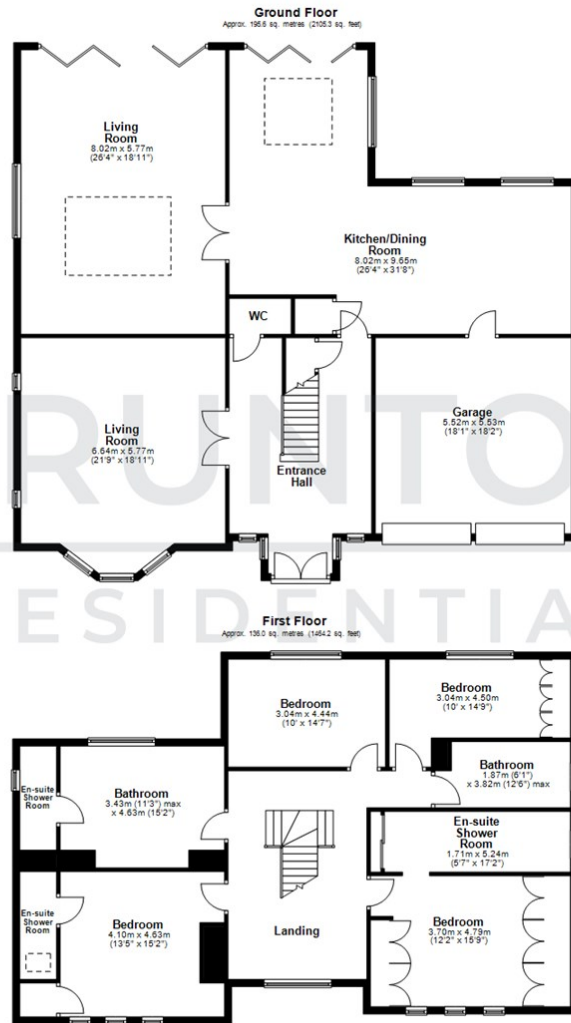 Ground Floor
Approx. 195.6 sq. metres (2105.3 sq. feet)
Living
Room
8.02m x 5.77m
(26'4" x 18'11")
Kitchen/Dining
Room
8.02m x 9.65m
(26'4" x 31'8")
WC
Living
Room
6.64m x 5.77m
(21'9" x 18'11")
Entrance
Hall
Garage
5.52m x 5.53m
(18'1" x 18'2")
RUNTO
ESIDENTIA
First Floor
Approx. 136.0 sq. metres (1464.2 sq. feet)
Bedroom
3.04m x 4.44m
(10' x 14'7")
Bedroom
3.04m x 4.50m
(10' x 14'9")
En-suite
Shower
Room
Bathroom
3.43m (11'3") max
x 4.63m (15'2")
Bathroom
1.87m (6'1")
x 3.82m (12'6") max
En-suite
Shower
Room
1.71m x 5.24m
(5'7" x 17'2")
En-suite
Shower
Room
Bedroom
4.10m x 4.63m
(13'5" x 15'2")
Landing
Bedroom
3.70m x 4.79m
(12'2" x 15'9")